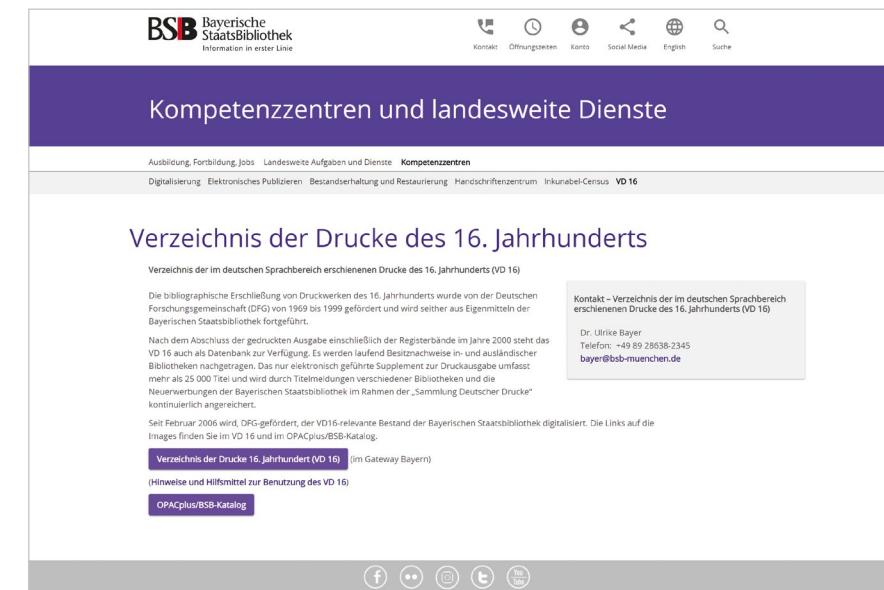 BSB Bayerische
StaatsBibliothek
Information in erster Linie
Kontakt Öffnungszeiten Konto Social Media English Suche
Kompetenzzentren und landesweite Dienste
Ausbildung, Fortbildung, Jobs Landesweite Aufgaben und Dienste Kompetenzzentren
Digitalisierung Elektronisches Publizieren Bestandserhaltung und Restaurierung Handschriftenzentrum Inkunabel-Census VD 16
Verzeichnis der Drucke des 16. Jahrhunderts
Verzeichnis der im deutschen Sprachbereich erschienenen Drucke des 16. Jahrhunderts (VD 16)
Die bibliographische Erschließung von Druckwerken des 16. Jahrhunderts wurde von der Deutschen
Forschungsgemeinschaft (DFG) von 1969 bis 1999 gefördert und wird seither aus Eigenmitteln der
Bayerischen Staatsbibliothek fortgeführt.
Nach dem Abschluss der gedruckten Ausgabe einschließlich der Registerbände im Jahre 2000 steht das
VD 16 auch als Datenbank zur Verfügung. Es werden laufend Besitznachweise in- und ausländischer
Bibliotheken nachgetragen. Das nur elektronisch geführte Supplement zur Druckausgabe umfasst
mehr als 25 000 Titel und wird durch Titelmeldungen verschiedener Bibliotheken und die
Neuerwerbungen der Bayerischen Staatsbibliothek im Rahmen der „Sammlung Deutscher Drucke“
kontinuierlich angereichert.
Seit Februar 2006 wird, DFG-gefördert, der VD16-relevante Bestand der Bayerischen Staatsbibliothek digitalisiert. Die Links auf die
Images finden Sie im VD 16 und im OPACplus/BSB-Katalog.
Verzeichnis der Drucke 16. Jahrhundert (VD 16) (im Gateway Bayern)
(Hinweise und Hilfsmittel zur Benutzung des VD 16)
OPACplus/BSB-Katalog
Kontakt – Verzeichnis der im deutschen Sprachbereich
erschienenen Drucke des 16. Jahrhunderts (VD 16)
Dr. Ulrike Bayer
Telefon: +49 89 28638-2345
bayer@bsb-muenchen.de
You
Tube